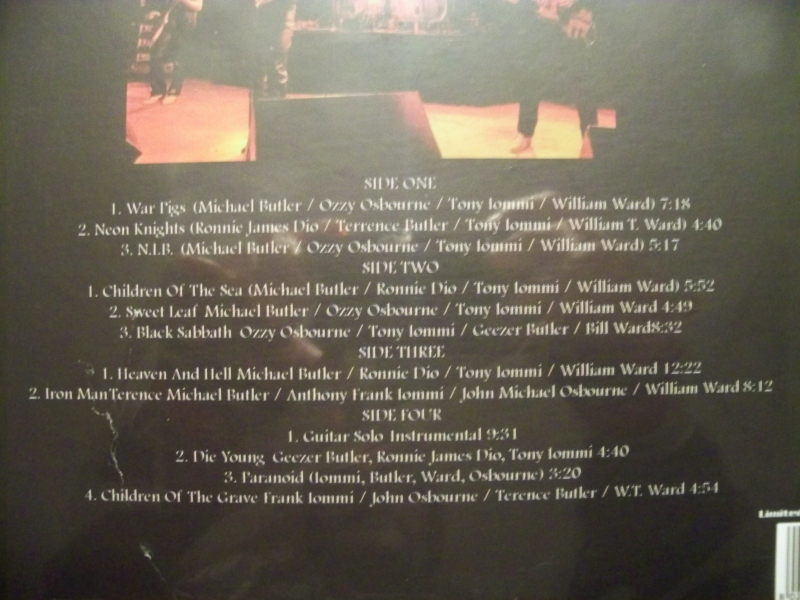 SIDE ONE
1. War Pigs (Michael Butler / Ozzy Osbourne / Tony Iommi / William Ward) 7:18
2. Neon Knights (Ronnie James Dio / Terrence Butler / Tony Iommi / William T. Ward) 4:40
3. N.I.B. (Michael Butler / Ozzy Osbourne / Tony Iommi / William Ward) 5:17
SIDE TWO
1. Children Of The Sea (Michael Butler / Ronnie Dio / Tony Iommi / William Ward) 5:52
2. Sweet Leaf Michael Butler / Ozzy Osbourne / Tony Iommi / William Ward 4:49
3. Black Sabbath Ozzy Osbourne / Tony Iommi / Geezer Butler / Bill Ward8:32
SIDE THREE
1. Heaven And Hell Michael Butler / Ronnie Dio / Tony Iommi / William Ward 12:22
2. Iron ManTerence Michael Butler / Anthony Frank Iommi / John Michael Osbourne / William Ward 8:12
SIDE FOUR
1. Guitar Solo Instrumental 9:31
2. Die Young Geezer Butler, Ronnie James Dio, Tony Iommi 4:40
3. Paranoid (Iommi, Butler, Ward, Osbourne) 3:20
4. Children Of The Grave Frank Iommi / John Osbourne / Terence Butler / W.T. Ward 4:54
Limited